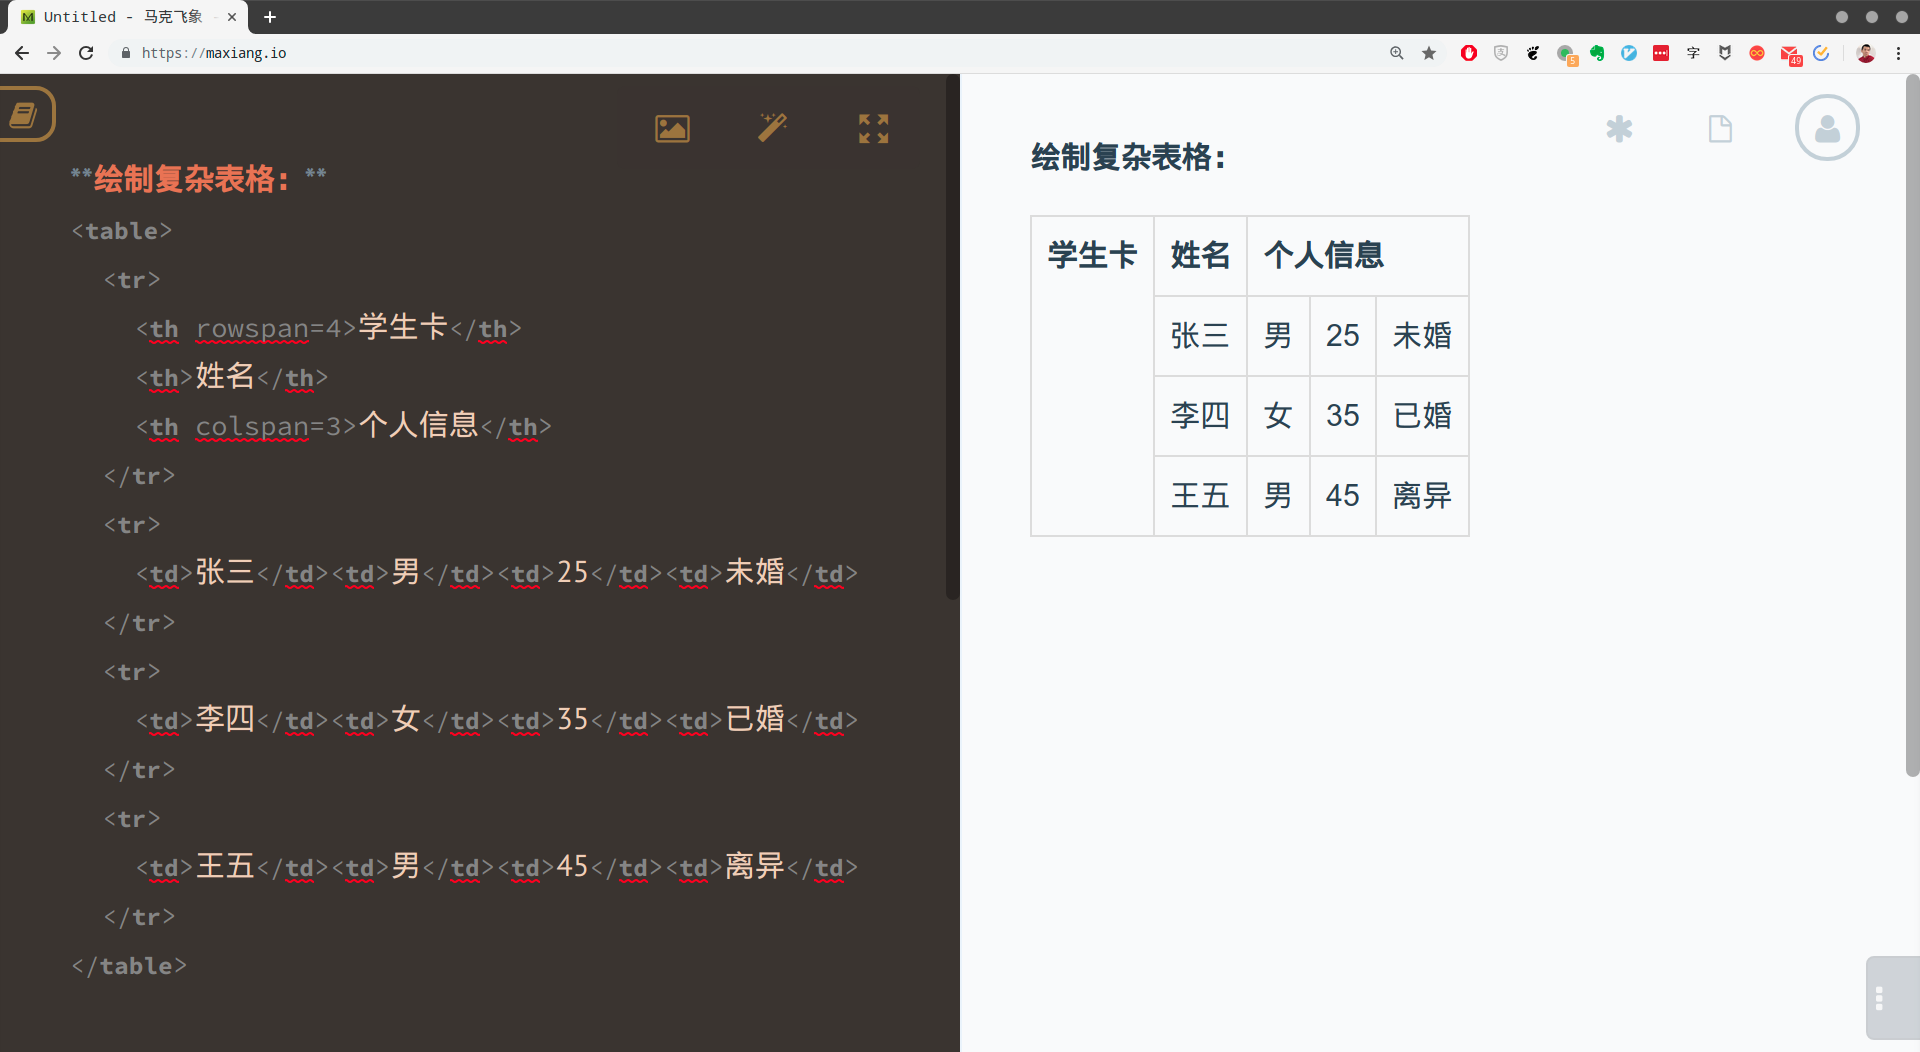 Untitled - 马克飞象 -
https://maxiang.io
5
字
49
**绘制复杂表格：**
<table>
<tr>
<th rowspan=4>学生卡</th>
<th>姓名</th>
<th colspan=3>个人信息</th>
</tr>
<tr>
<td>张三</td><td>男</td><td>25</td><td>未婚</td>
</tr>
<tr>
<td>李四</td><td>女</td><td>35</td><td>已婚</td>
</tr>
<tr>
<td>王五</td><td>男</td><td>45</td><td>离异</td>
</tr>
</table>
绘制复杂表格：
学生卡 姓名 个人信息
张三 男 25 未婚
李四 女 35 已婚
王五 男 45 离异